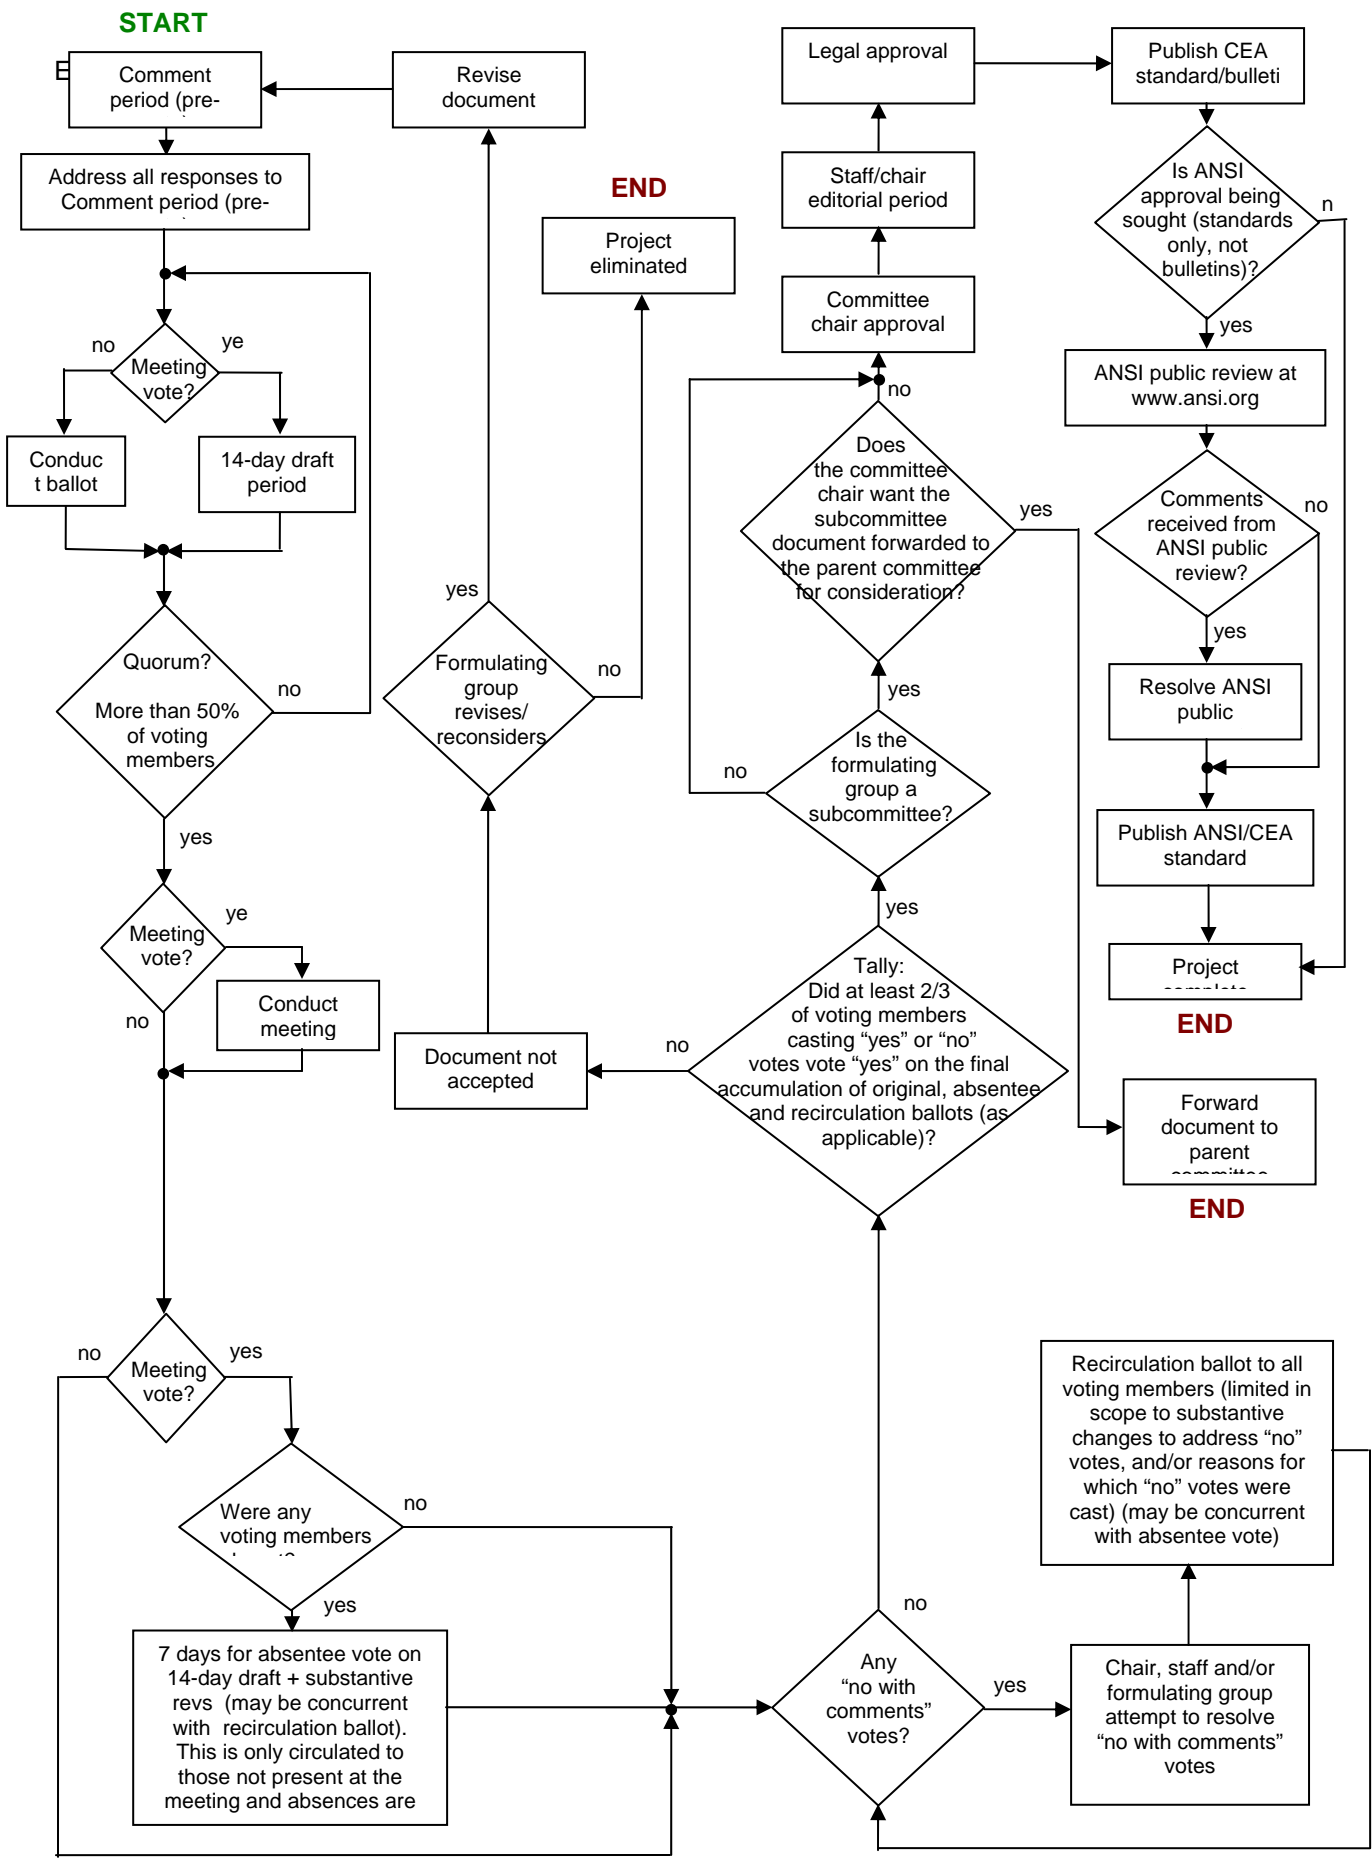 START
E
Comment
period (pre-
Address all responses to
Comment period (pre-
Meeting
vote?
no
ye
Conduc
t ballot
14-day draft
period
Quorum?
More than 50%
of voting
members
no
yes
Meeting
vote?
ye
no
Conduct
meeting
Meeting
vote?
no
yes
Were any
voting members
no
yes
7 days for absentee vote on
14-day draft + substantive
revs (may be concurrent
with recirculation ballot).
This is only circulated to
those not present at the
meeting and absences are
Revise
document
yes
Formulating
group
revises/
reconsiders
no
END
Project
eliminated
Document not
accepted
no
Tally:
Did at least 2/3
of voting members
casting “yes” or “no”
votes vote “yes” on the final
accumulation of original, absentee
and recirculation ballots (as
applicable)?
yes
Is the
formulating
group a
subcommittee?
no
yes
Does
the committee
chair want the
subcommittee
document forwarded to
the parent committee
for consideration?
no
yes
Committee
chair approval
Staff/chair
editorial period
Legal approval
Publish CEA
standard/bulleti
Is ANSI
approval being
sought (standards
only, not
bulletins)?
n
yes
ANSI public review at
www.ansi.org
Comments
received from
ANSI public
review?
no
yes
Resolve ANSI
public
Publish ANSI/CEA
standard
Project
complete
END
Forward
document to
parent
committee
END
Any
“no with
comments”
votes?
no
yes
Chair, staff and/or
formulating group
attempt to resolve
“no with comments”
votes
Recirculation ballot to all
voting members (limited in
scope to substantive
changes to address “no”
votes, and/or reasons for
which “no” votes were
cast) (may be concurrent
with absentee vote)